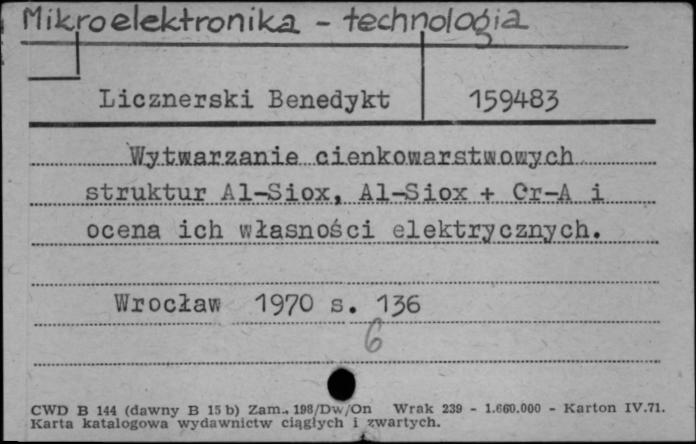 Mikroelektronika - technologia
Licznerski Benedykt 159483
Wytwarzanie cienkowarstwowych
struktur Al-Siox, Al-Siox + Cr-A i
ocena ich własności elektrycznych.
Wrocław 1970 s. 136
6
CWD B 144 (dawny B 15 b) Zam. 198/Dw/On Wrak 239 - 1.660.000 - Karton IV.71.
Karta katalogowa wydawnictw ciągłych i zwartych.